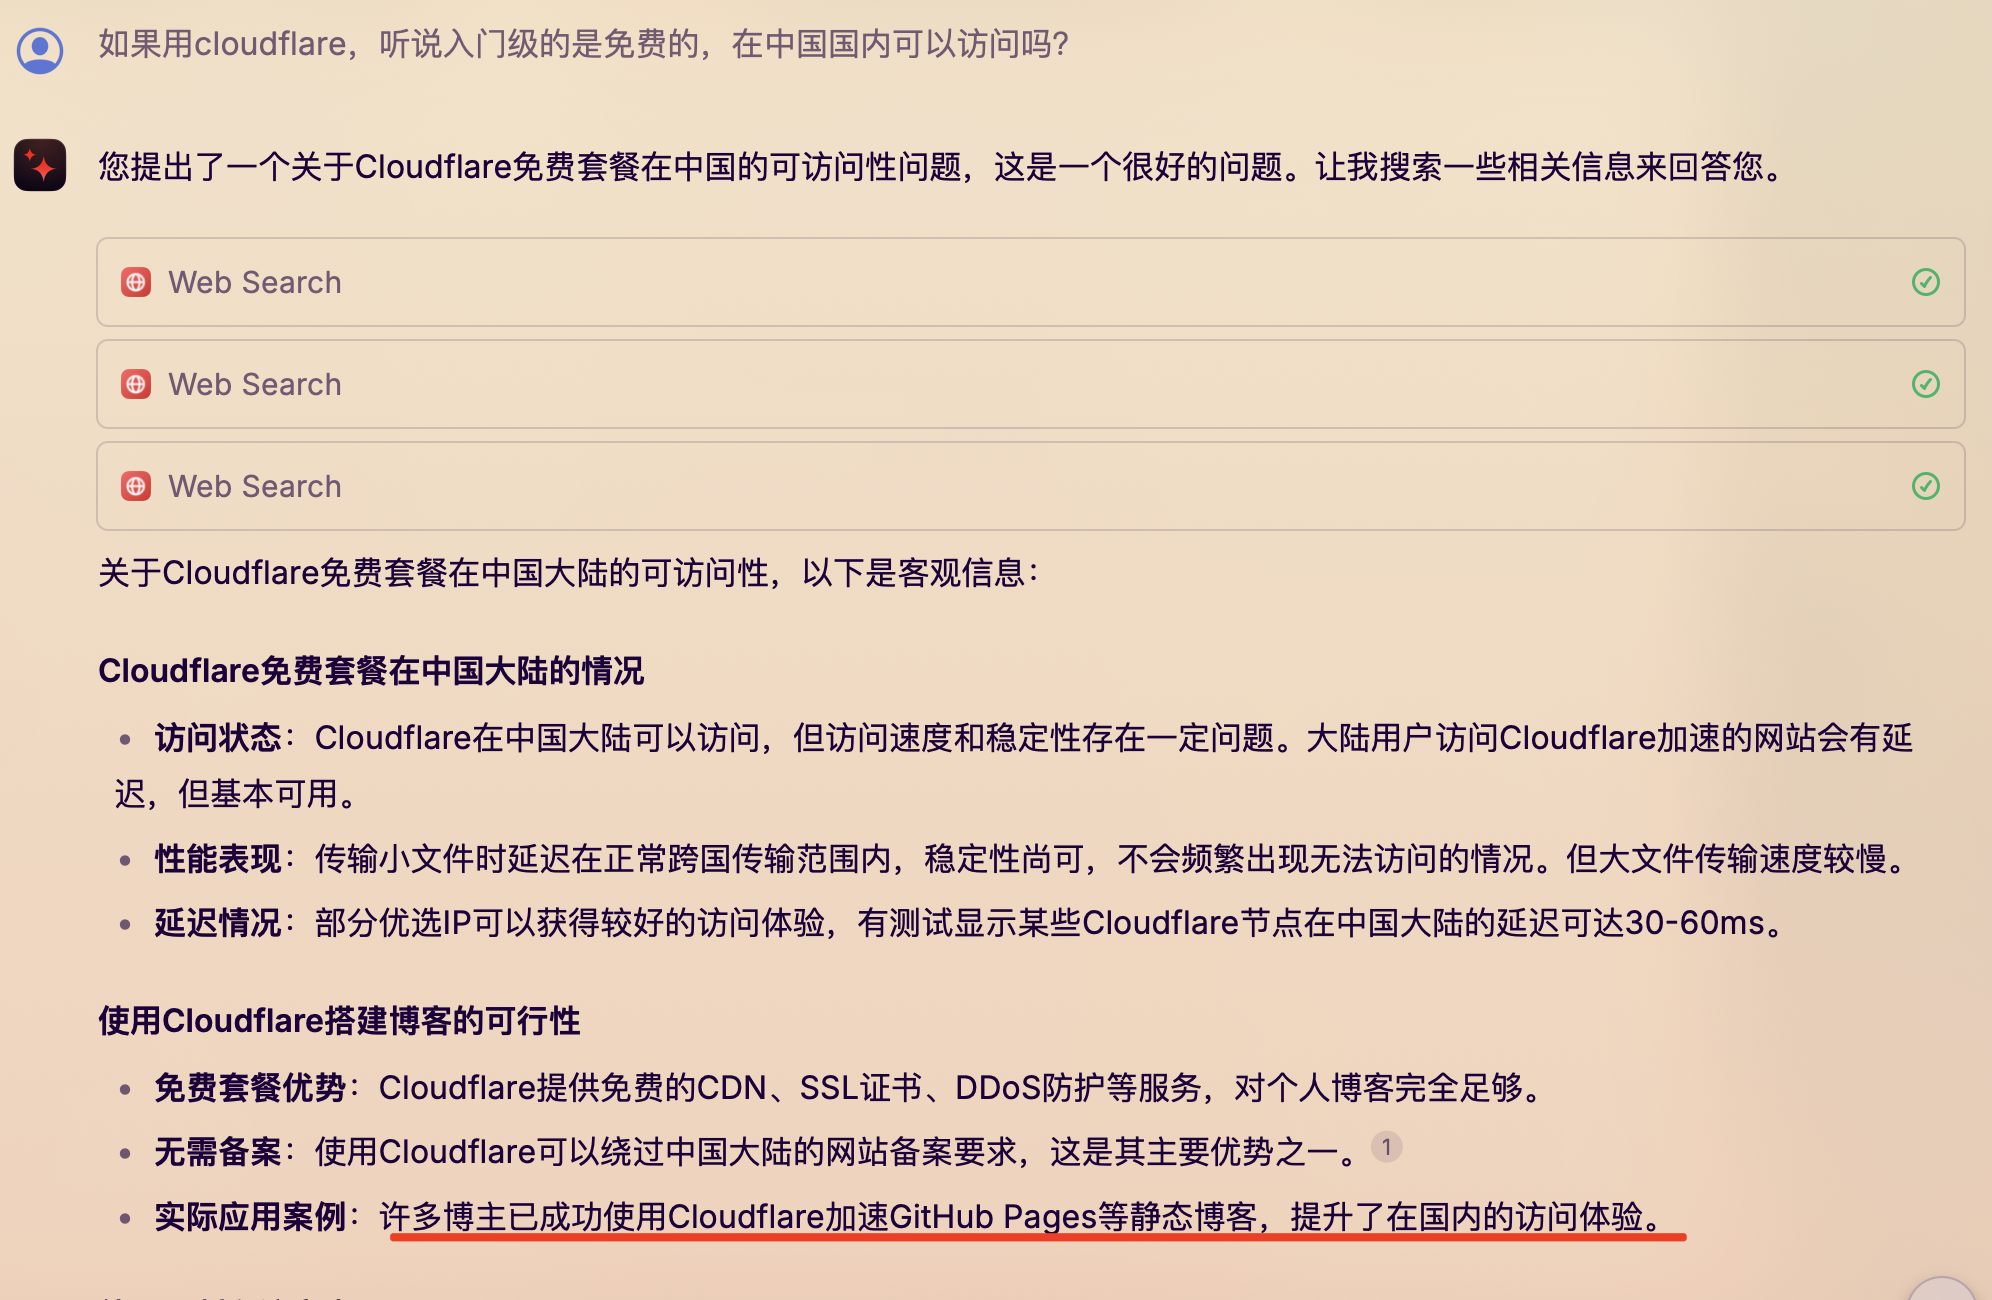 如果用cloudflare，听说入门级的是免费的，在中国国内可以访问吗？
您提出了一个关于Cloudflare免费套餐在中国的可访问性问题，这是一个很好的问题。让我搜索一些相关信息来回答您。
Web Search
Web Search
Web Search
关于Cloudflare免费套餐在中国大陆的可访问性，以下是客观信息：
Cloudflare免费套餐在中国大陆的情况
• 访问状态：Cloudflare在中国大陆可以访问，但访问速度和稳定性存在一定问题。大陆用户访问Cloudflare加速的网站会有延
迟，但基本可用。
• 性能表现：传输小文件时延迟在正常跨国传输范围内，稳定性尚可，不会频繁出现无法访问的情况。但大文件传输速度较慢。
• 延迟情况：部分优选IP可以获得较好的访问体验，有测试显示某些Cloudflare节点在中国大陆的延迟可达30-60ms。
使用Cloudflare搭建博客的可行性
• 免费套餐优势：Cloudflare提供免费的CDN、SSL证书、DDoS防护等服务，对个人博客完全足够。
• 无需备案：使用Cloudflare可以绕过中国大陆的网站备案要求，这是其主要优势之一。 1
• 实际应用案例：许多博主已成功使用Cloudflare加速GitHub Pages等静态博客，提升了在国内的访问体验。